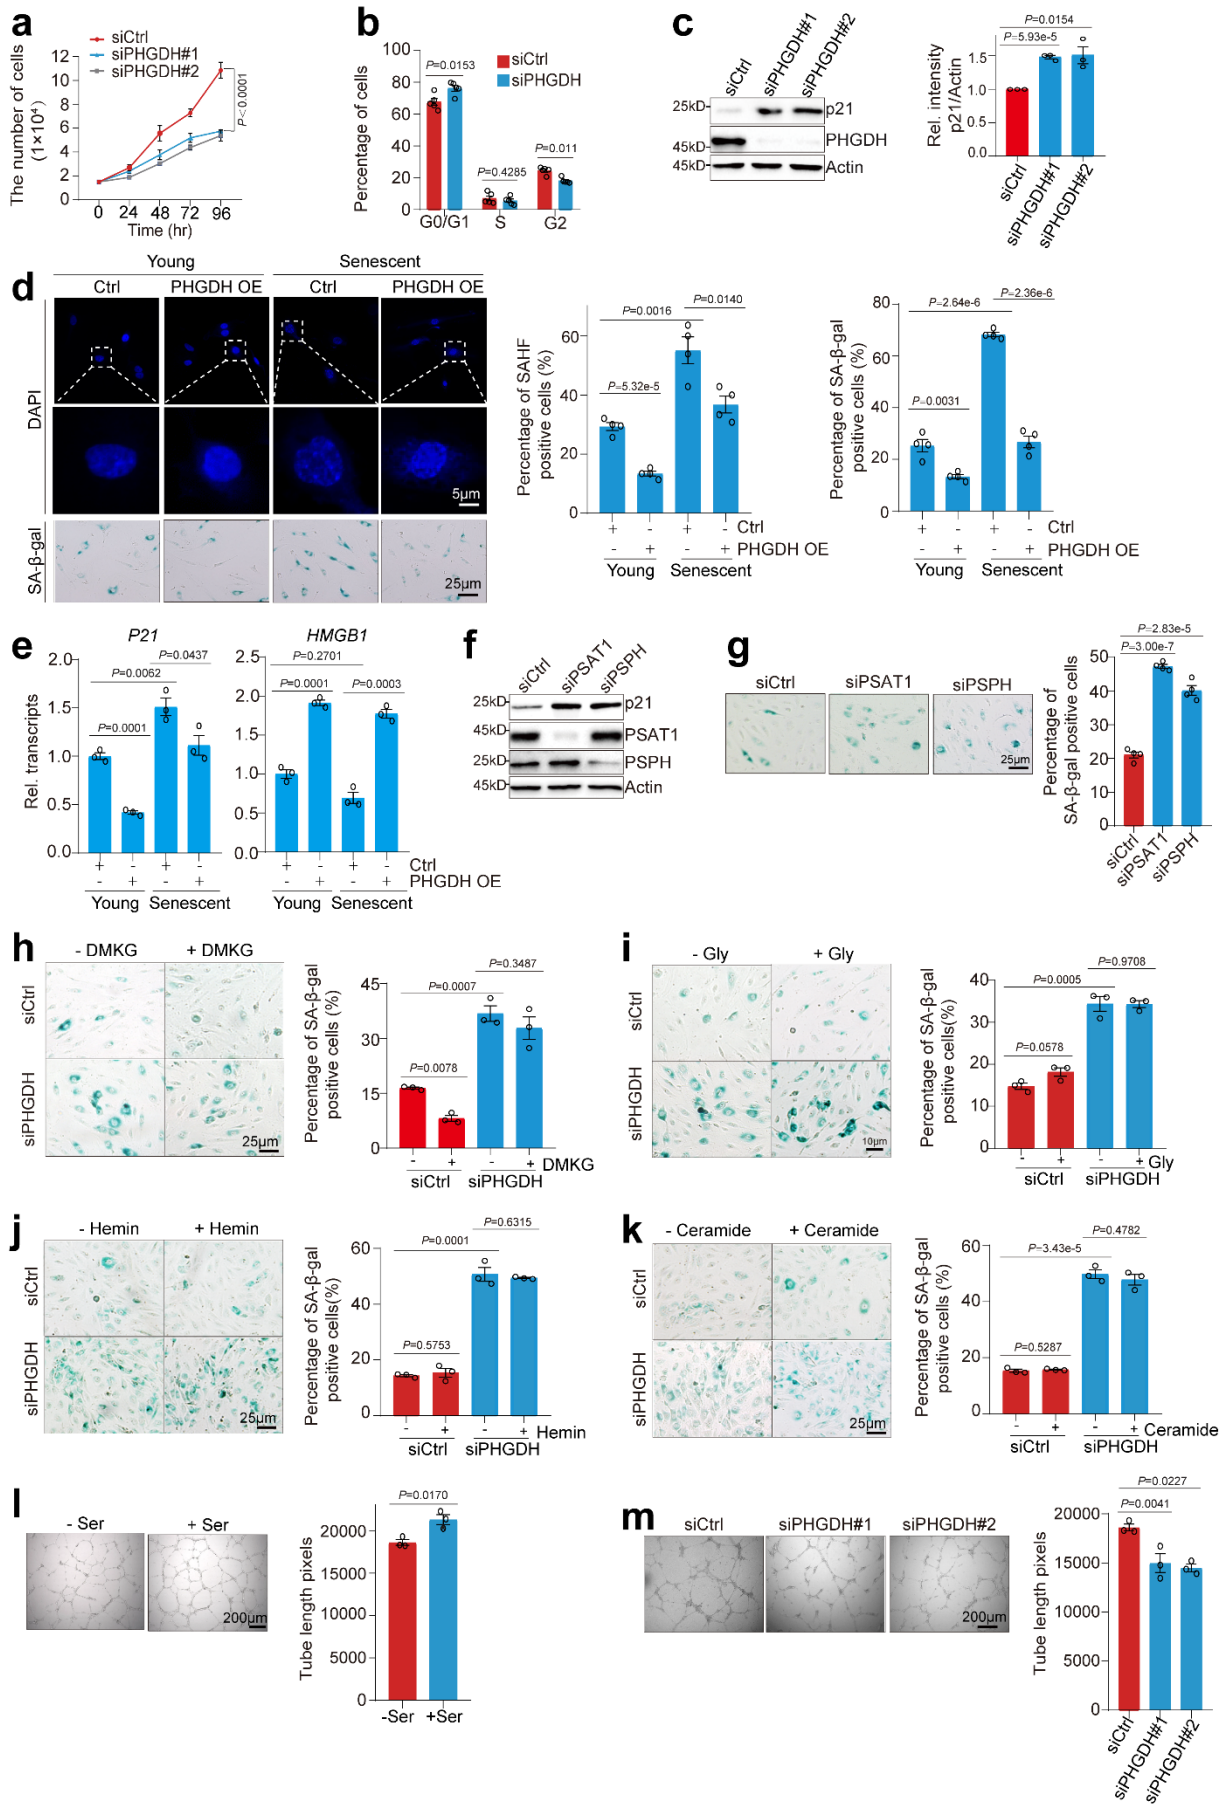 a
siCtrl
siPHGDH#1
siPHGDH#2
The number of cells
(1×10⁴)
12
10
8
6
4
2
0
P<0.0001
0 24 48 72 96
Time (hr)
b
siCtrl
siPHGDH
Percentage of cells
100
80
60
40
20
0
P=0.0153
P=0.4285
P=0.011
G0/G1 S G2
c
siCtrl
siPHGDH#1
siPHGDH#2
25kD
45kD
45kD
p21
PHGDH
Actin
Rel. intensity
p21/Actin
1.5
1.0
0.5
0.0
P=0.0154
P=5.93e-5
siCtrl
siPHGDH#1
siPHGDH#2
d
Young Senescent
Ctrl PHGDH OE Ctrl PHGDH OE
DAPI
5μm
SA-β-gal
25μm
Percentage of SAHF
positive cells (%)
60
40
20
0
P=0.0016
P=0.0140
P=5.32e-5
+ - + - Ctrl
- + - + PHGDH OE
Young Senescent
Percentage of SA-β-gal
positive cells (%)
80
60
40
20
0
P=2.64e-6
P=2.36e-6
P=0.0031
+ - + - Ctrl
- + - + PHGDH OE
Young Senescent
e
P21
Rel. transcripts
2.0
1.5
1.0
0.5
0.0
P=0.0437
P=0.0062
P=0.0001
+ - + -
- + - +
Young Senescent
HMGB1
2.5
2.0
1.5
1.0
0.5
0.0
P=0.2701
P=0.0001
P=0.0003
+ - + - Ctrl
- + - + PHGDH OE
Young Senescent
f
siCtrl
siPSAT1
siPSPH
25kD
45kD
25kD
45kD
p21
PSAT1
PSPH
Actin
g
siCtrl siPSAT1 siPSPH
25μm
Percentage of
SA-β-gal positive cells
50
40
30
20
10
0
P=2.83e-5
P=3.00e-7
siCtrl
siPSAT1
siPSPH
h
- DMKG + DMKG
siCtrl
siPHGDH
25μm
Percentage of SA-β-gal
positive cells (%)
45
30
15
0
P=0.3487
P=0.0007
P=0.0078
- + - + DMKG
siCtrl siPHGDH
i
- Gly + Gly
siCtrl
siPHGDH
10μm
Percentage of SA-β-gal
positive cells(%)
40
30
20
10
0
P=0.9708
P=0.0005
P=0.0578
- + - + Gly
siCtrl siPHGDH
j
- Hemin + Hemin
siCtrl
siPHGDH
25μm
Percentage of SA-β-gal
positive cells(%)
60
40
20
0
P=0.6315
P=0.0001
P=0.5753
- + - + Hemin
siCtrl siPHGDH
k
- Ceramide + Ceramide
siCtrl
siPHGDH
25μm
Percentage of SA-β-gal
positive cells(%)
60
40
20
0
P=0.4782
P=3.43e-5
P=0.5287
- + - + Ceramide
siCtrl siPHGDH
l
- Ser + Ser
200μm
Tube length pixels
20000
15000
10000
5000
0
P=0.0170
-Ser +Ser
m
siCtrl siPHGDH#1 siPHGDH#2
200μm
Tube length pixels
20000
15000
10000
5000
0
P=0.0227
P=0.0041
siCtrl
siPHGDH#1
siPHGDH#2